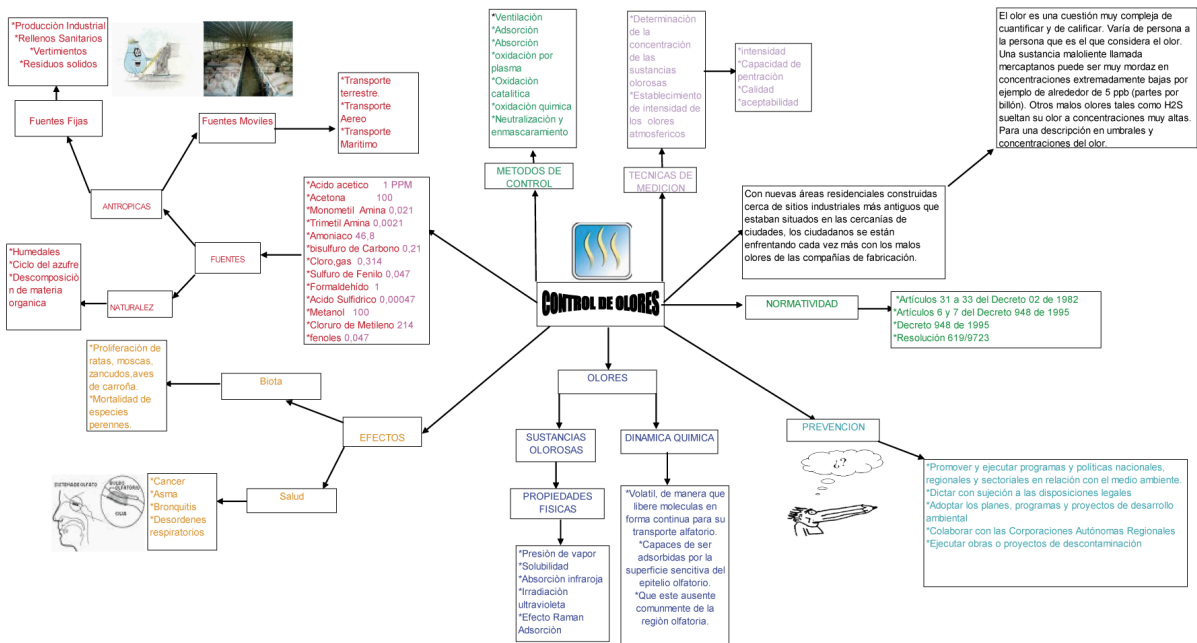 *Producción Industrial
*Rellenos Sanitarios
*Vertimientos
*Residuos solidos
Fuentes Fijas
Fuentes Moviles
*Transporte
terrestre.
*Transporte
Aereo
*Transporte
Maritimo
ANTROPICAS
FUENTES
NATURALEZ
*Humedales
*Ciclo del azufre
*Descomposició
n de materia
organica
*Acido acetico 1 PPM
*Acetona 100
*Monometil Amina 0,021
*Trimetil Amina 0,0021
*Amoniaco 46,8
*bisulfuro de Carbono 0,21
*Cloro,gas 0,314
*Sulfuro de Fenilo 0,047
*Formaldehído 1
*Acido Sulfidrico 0,00047
*Metanol 100
*Cloruro de Metileno 214
*fenoles 0,047
*Ventilación
*Adsorción
*Absorción
*oxidación por
plasma
*Oxidación
catalitica
*oxidación quimica
*Neutralización y
enmascaramiento
METODOS DE
CONTROL
*Determinación
de la
concentración
de las
sustancias
olorosas
*Establecimiento
de intensidad de
los olores
atmosfericos
TECNICAS DE
MEDICION
*intensidad
*Capacidad de
pentración
*Calidad
*aceptabilidad
El olor es una cuestión muy compleja de
cuantificar y de calificar. Varía de persona a
la persona que es el que considera el olor.
Una sustancia maloliente llamada
mercaptanos puede ser muy mordaz en
concentraciones extremadamente bajas por
ejemplo de alrededor de 5 ppb (partes por
billón). Otros malos olores tales como H2S
sueltan su olor a concentraciones muy altas.
Para una descripción en umbrales y
concentraciones del olor.
Con nuevas áreas residenciales construidas
cerca de sitios industriales más antiguos que
estaban situados en las cercanías de
ciudades, los ciudadanos se están
enfrentando cada vez más con los malos
olores de las compañías de fabricación.
CONTROL DE OLORES
NORMATIVIDAD
*Artículos 31 a 33 del Decreto 02 de 1982
*Artículos 6 y 7 del Decreto 948 de 1995
*Decreto 948 de 1995
*Resolución 619/9723
*Proliferación de
ratas, moscas,
zancudos,aves
de carroña.
*Mortalidad de
especies
perennes.
Biota
EFECTOS
Salud
*Cancer
*Asma
*Bronquitis
*Desordenes
respiratorios
SISTEMA DE OLFATO
BULBO
OLFATORIO
CILIA
OLORES
SUSTANCIAS
OLOROSAS
DINAMICA QUIMICA
PROPIEDADES
FISICAS
*Presión de vapor
*Solubilidad
*Absorción infraroja
*Irradiación
ultravioleta
*Efecto Raman
Adsorción
*Volatil, de manera que
libere moleculas en
forma continua para su
transporte alfatorio.
*Capaces de ser
adsorbidas por la
superficie sencitiva del
epitelio olfatorio.
*Que este ausente
comunmente de la
región olfatoria.
PREVENCION
¿?
*Promover y ejecutar programas y políticas nacionales,
regionales y sectoriales en relación con el medio ambiente.
*Dictar con sujeción a las disposiciones legales
*Adoptar los planes, programas y proyectos de desarrollo
ambiental
*Colaborar con las Corporaciones Autónomas Regionales
*Ejecutar obras o proyectos de descontaminación